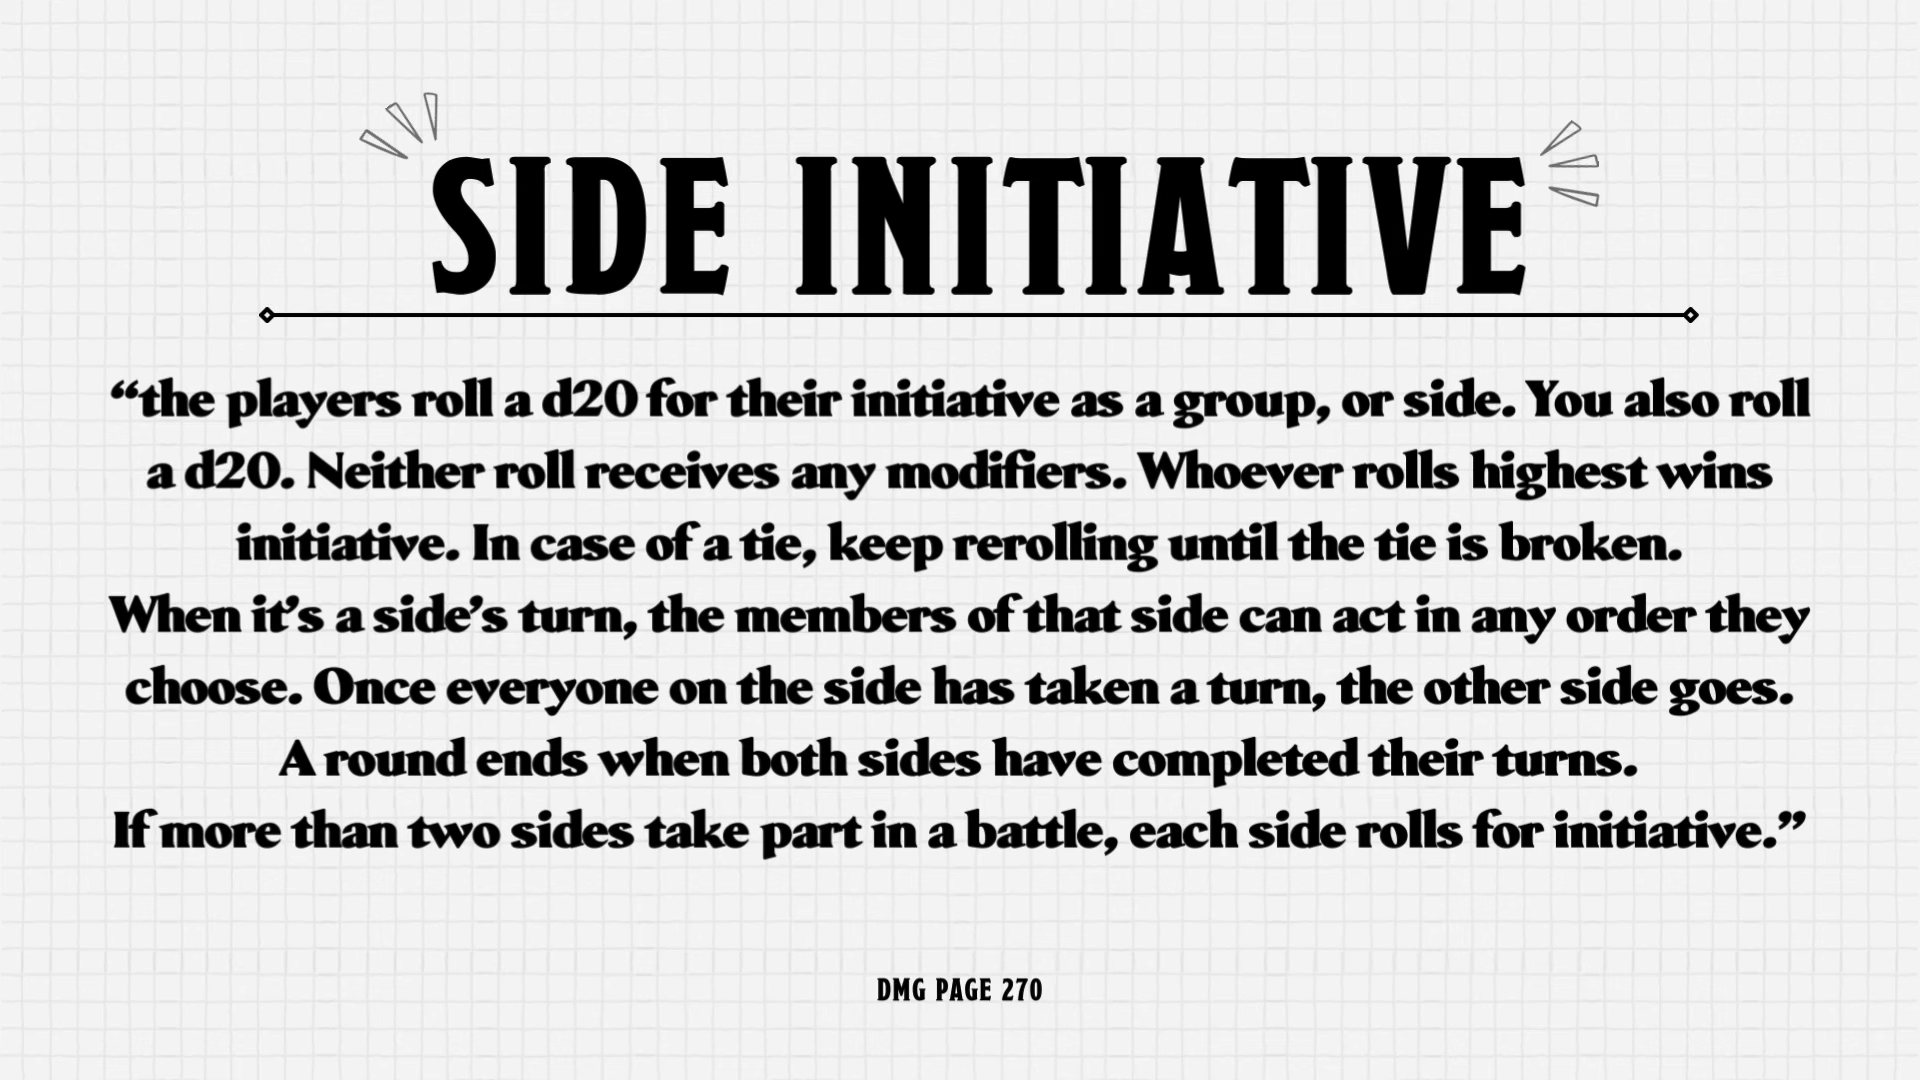 SIDE INITIATIVE
“the players roll a d20 for their initiative as a group, or side. You also roll
a d20. Neither roll receives any modifiers. Whoever rolls highest wins
initiative. In case of a tie, keep rerolling until the tie is broken.
When it’s a side’s turn, the members of that side can act in any order they
choose. Once everyone on the side has taken a turn, the other side goes.
A round ends when both sides have completed their turns.
If more than two sides take part in a battle, each side rolls for initiative.”
DMG PAGE 270